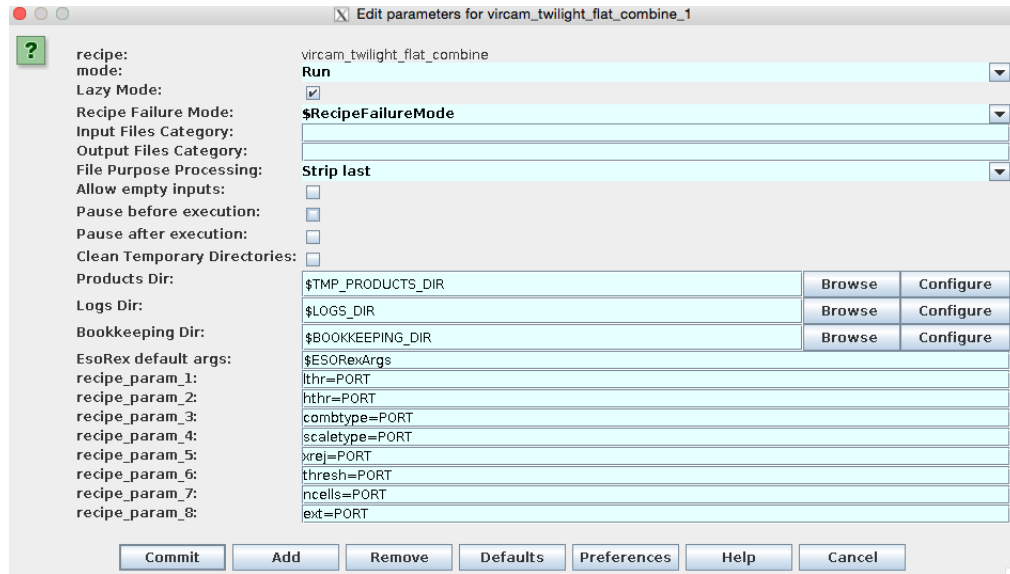 X Edit parameters for vircam_twilight_flat_combine_1
?
recipe: vircam_twilight_flat_combine
mode: Run
Lazy Mode:
Recipe Failure Mode: $RecipeFailureMode
Input Files Category:
Output Files Category:
File Purpose Processing: Strip last
Allow empty inputs:
Pause before execution:
Pause after execution:
Clean Temporary Directories:
Products Dir: $TMP_PRODUCTS_DIR Browse Configure
Logs Dir: $LOGS_DIR Browse Configure
Bookkeeping Dir: $BOOKKEEPING_DIR Browse Configure
EsoRex default args: $ESORexArgs
recipe_param_1: lthr=PORT
recipe_param_2: hthr=PORT
recipe_param_3: combtype=PORT
recipe_param_4: scaletype=PORT
recipe_param_5: xrej=PORT
recipe_param_6: thresh=PORT
recipe_param_7: ncells=PORT
recipe_param_8: ext=PORT
Commit Add Remove Defaults Preferences Help Cancel